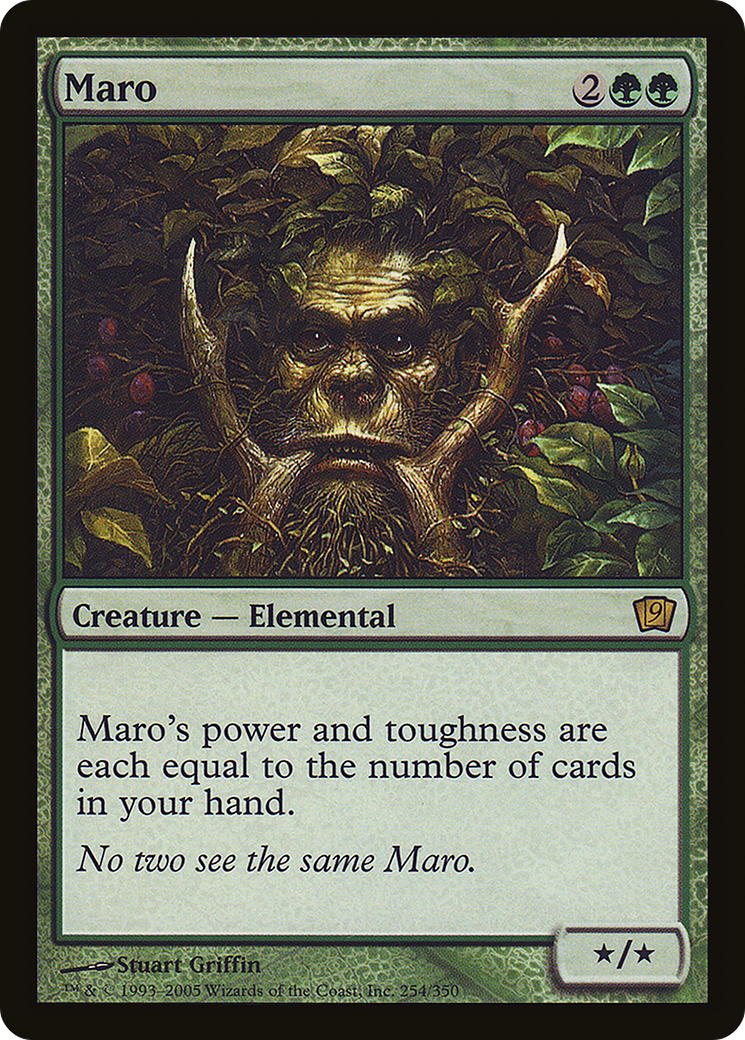 Maro 2
Creature — Elemental 9
Maro's power and toughness are
each equal to the number of cards
in your hand.
No two see the same Maro.
★/★
Stuart Griffin
™ & © 1993–2005 Wizards of the Coast, Inc. 254/350